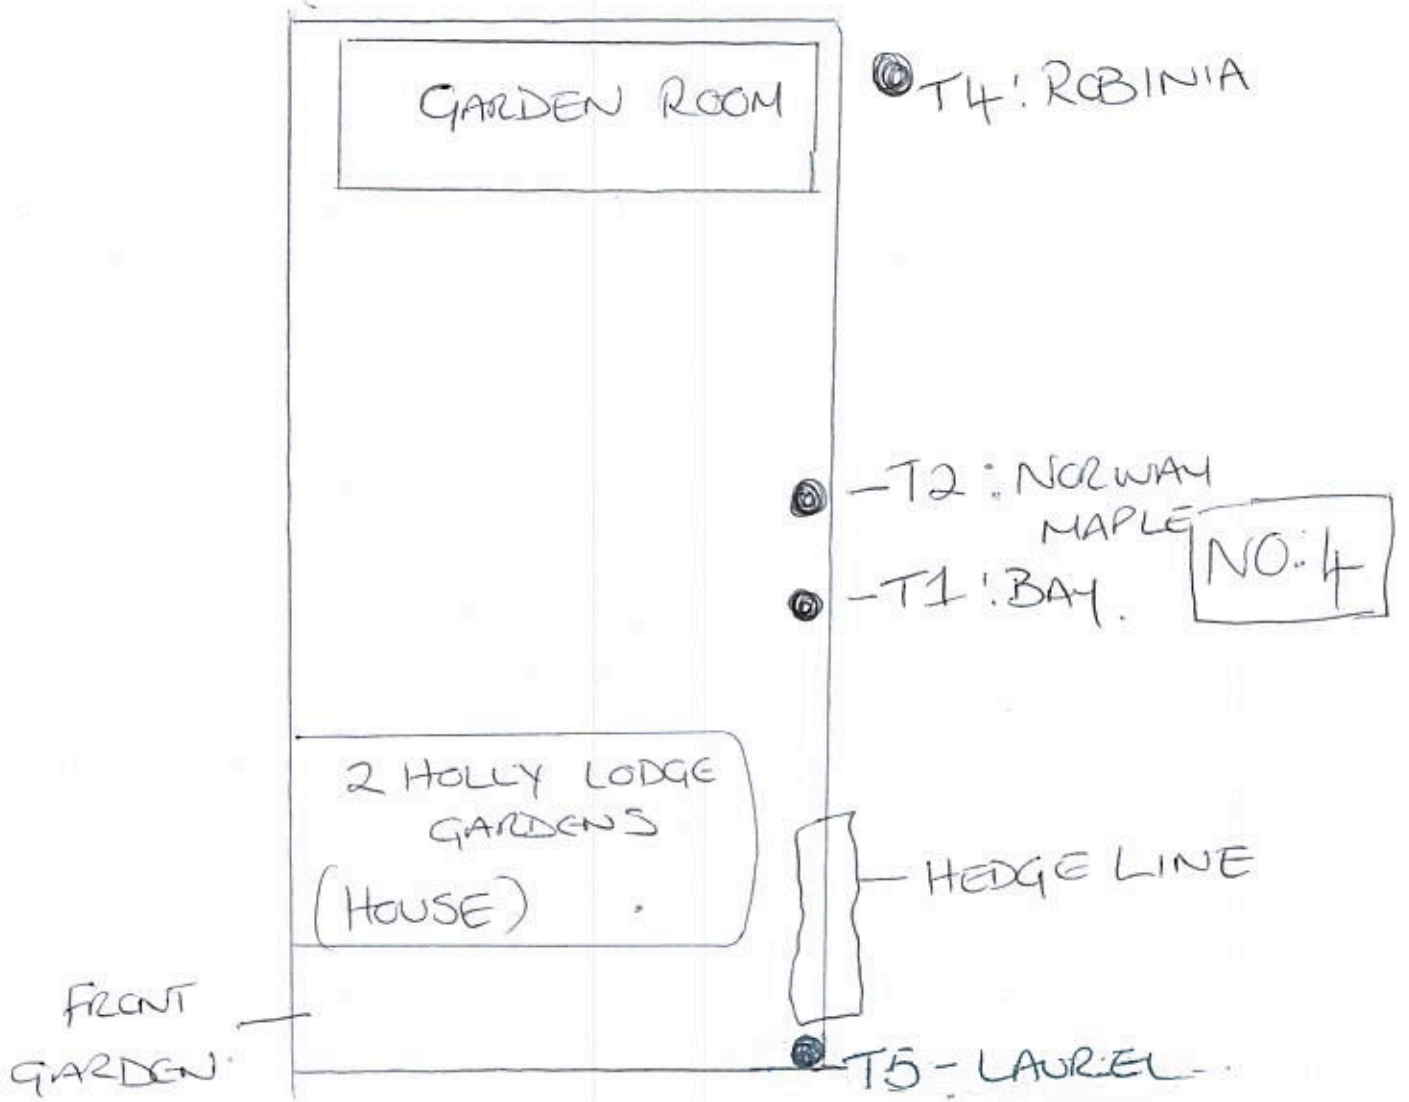 GARDEN ROOM
T4: ROBINIA
T2: NORWAY
MAPLE
NO: 4
T1: BAY.
2 HOLLY LODGE
GARDENS
(HOUSE)
HEDGE LINE
FRONT
GARDEN
T5 - LAUREL